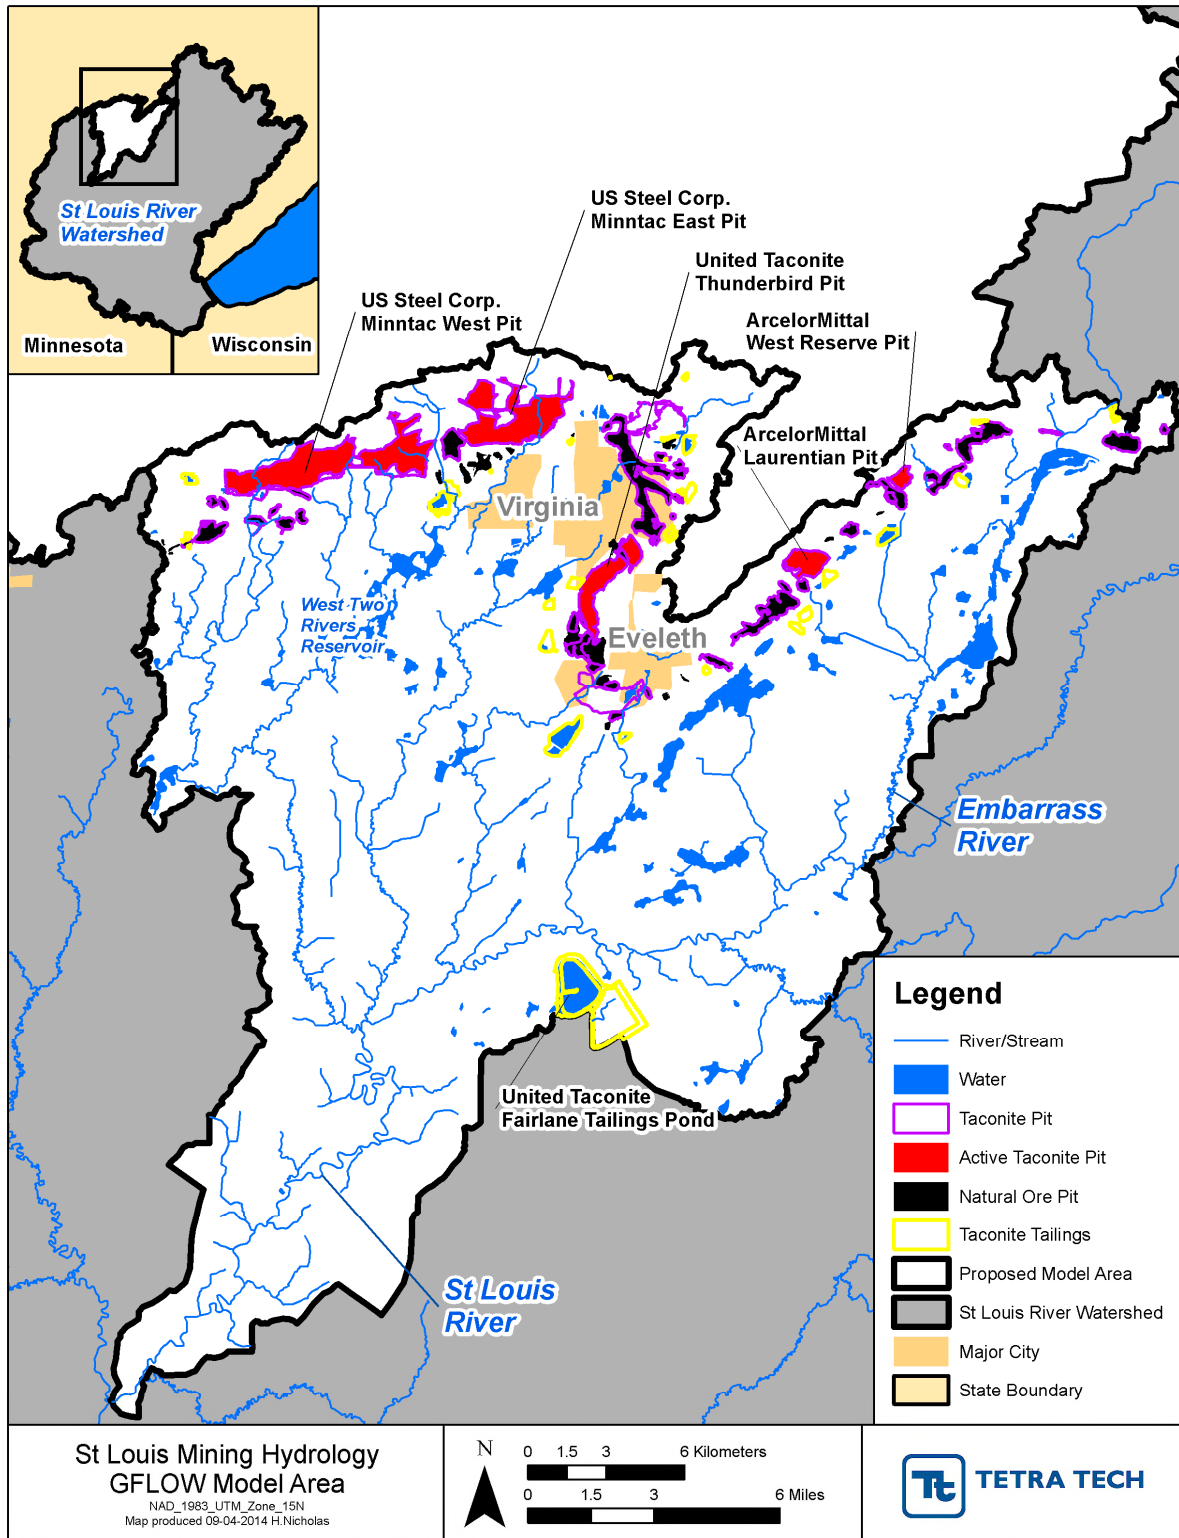 St Louis River
Watershed
Minnesota
Wisconsin
US Steel Corp.
Minntac East Pit
United Taconite
Thunderbird Pit
US Steel Corp.
Minntac West Pit
ArcelorMittal
West Reserve Pit
ArcelorMittal
Laurentian Pit
Virginia
West Two
Rivers
Reservoir
Eveleth
Embarrass
River
United Taconite
Fairlane Tailings Pond
St Louis
River
Legend
River/Stream
Water
Taconite Pit
Active Taconite Pit
Natural Ore Pit
Taconite Tailings
Proposed Model Area
St Louis River Watershed
Major City
State Boundary
St Louis Mining Hydrology
GFLOW Model Area
NAD_1983_UTM_Zone_15N
Map produced 09-04-2014 H.Nicholas
N
0 1.5 3 6 Kilometers
0 1.5 3 6 Miles
Tt
TETRA TECH